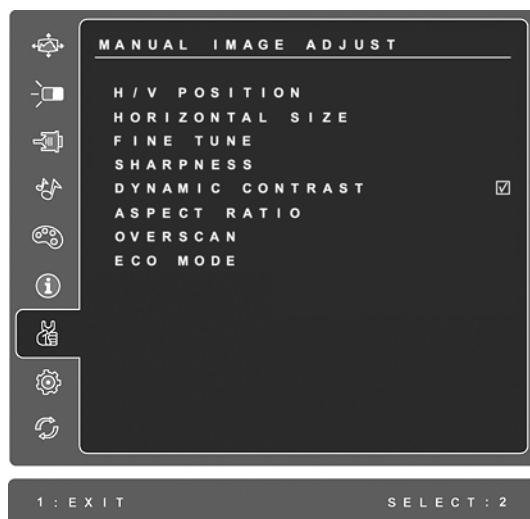 MANUAL IMAGE ADJUST
H/V POSITION
HORIZONTAL SIZE
FINE TUNE
SHARPNESS
DYNAMIC CONTRAST
ASPECT RATIO
OVERSCAN
ECO MODE
1:EXIT SELECT:2